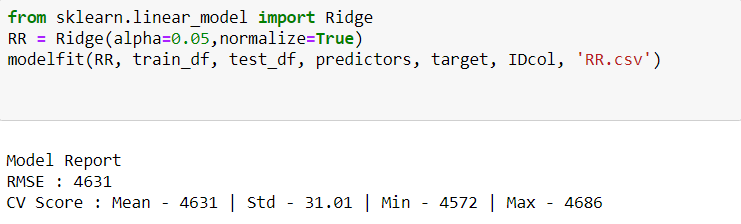 from sklearn.linear_model import Ridge
RR = Ridge(alpha=0.05,normalize=True)
modelfit(RR, train_df, test_df, predictors, target, IDcol, 'RR.csv')
Model Report
RMSE : 4631
CV Score : Mean - 4631 | Std - 31.01 | Min - 4572 | Max - 4686